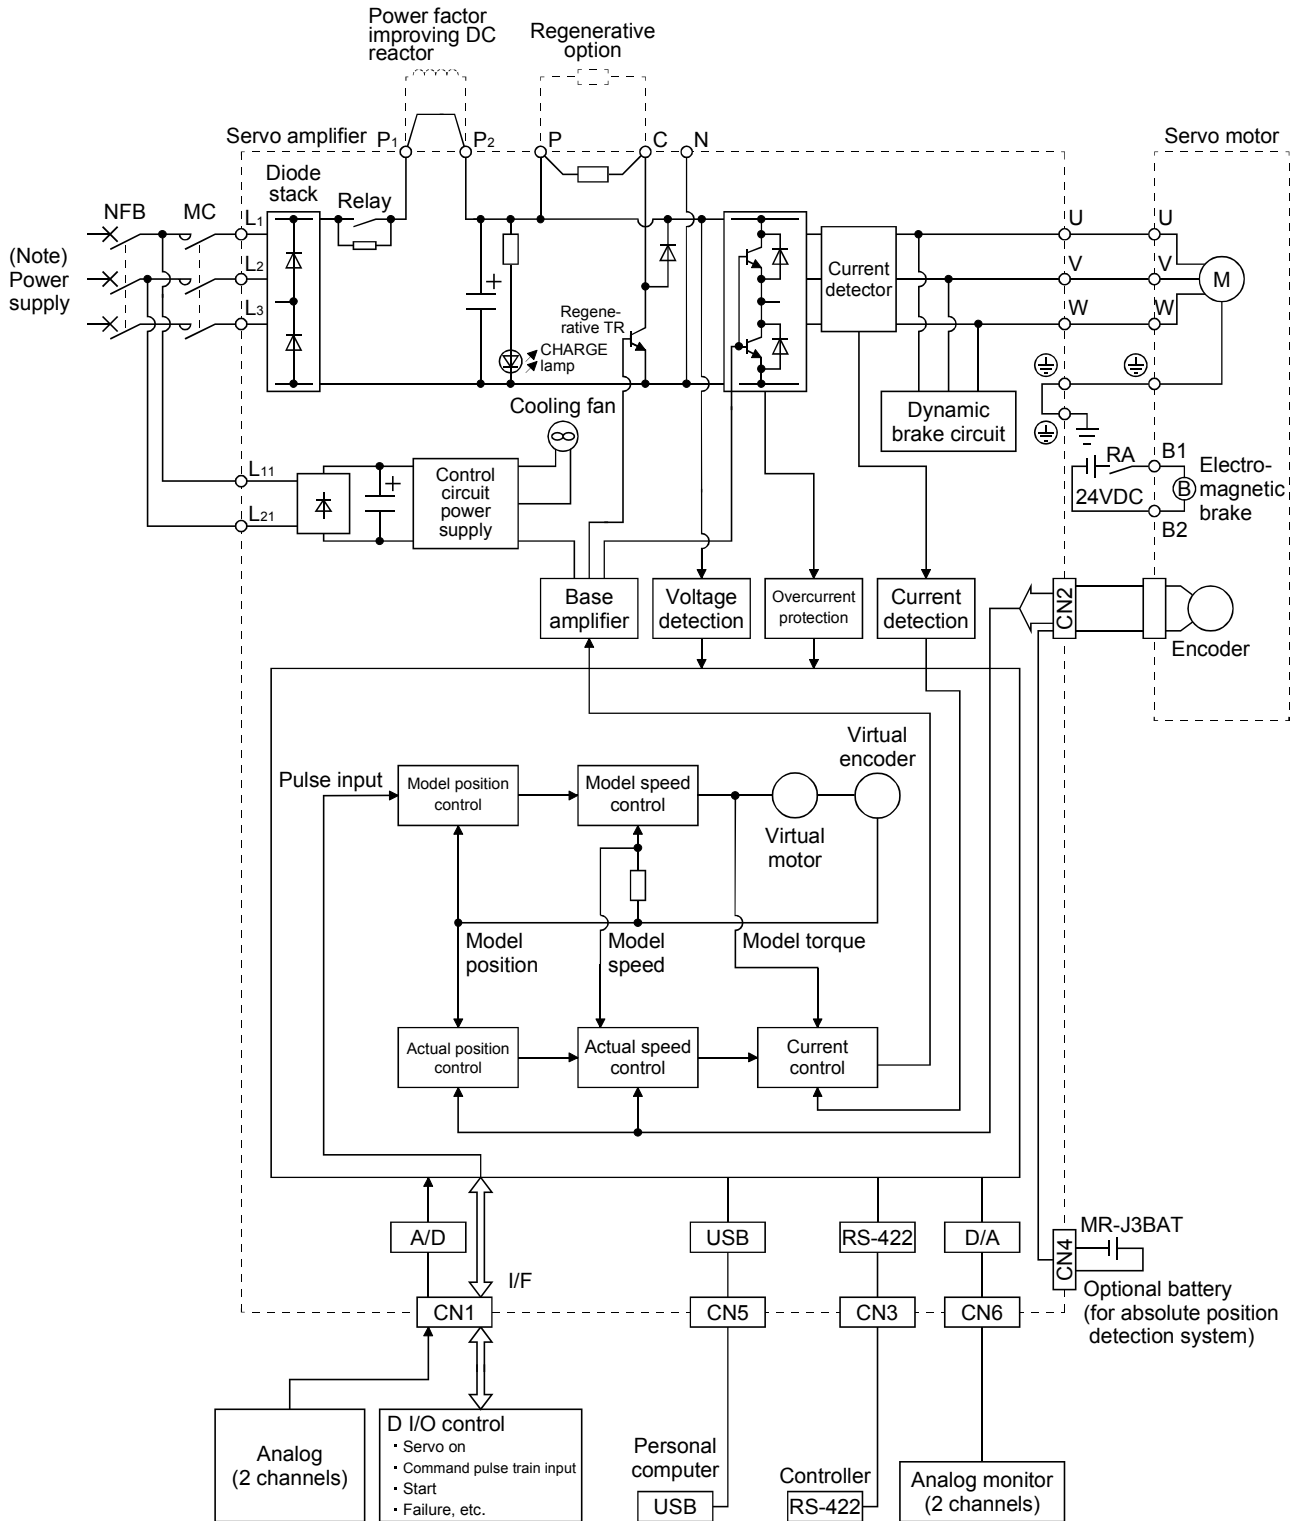 Power factor
improving DC
reactor
Regenerative
option
Servo amplifier
P1
P2
P
C
N
Servo motor
Diode
stack
Relay
NFB
MC
L1
L2
L3
(Note)
Power
supply
U
V
W
U
V
W
M
Current
detector
Regene-
rative TR
CHARGE
lamp
Dynamic
brake circuit
Cooling fan
L11
L21
Control
circuit
power
supply
RA
24VDC
B1
B
B2
Electro-
magnetic
brake
Base
amplifier
Voltage
detection
Overcurrent
protection
Current
detection
CN2
Encoder
Virtual
encoder
Pulse input
Model position
control
Model speed
control
Virtual
motor
Model
position
Model
speed
Model torque
Actual position
control
Actual speed
control
Current
control
A/D
USB
RS-422
D/A
I/F
CN4
MR-J3BAT
Optional battery
(for absolute position
detection system)
CN1
CN5
CN3
CN6
Analog
(2 channels)
D I/O control
・Servo on
・Command pulse train input
・Start
・Failure, etc.
Personal
computer
USB
Controller
RS-422
Analog monitor
(2 channels)